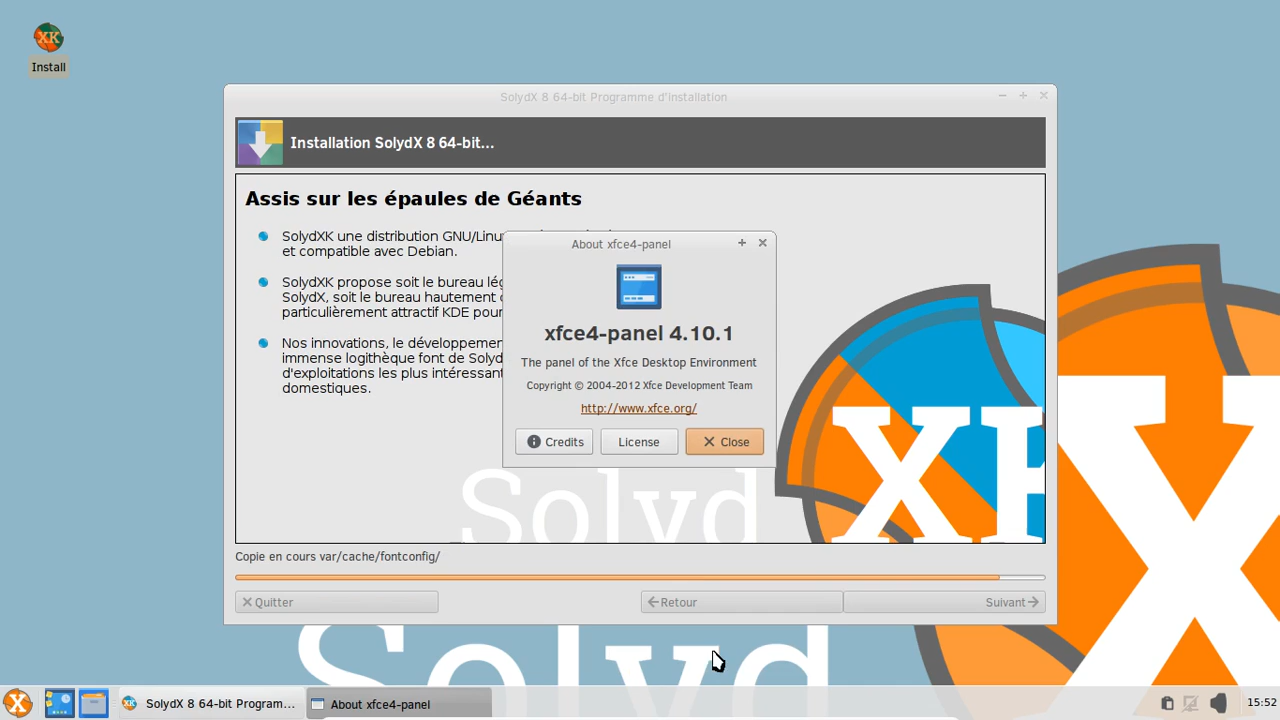 XK
Install
SolydX 8 64-bit Programme d'installation
Installation SolydX 8 64-bit...
Assis sur les épaules de Géants
SolydXK une distribution GNU/Linu
et compatible avec Debian.
SolydXK propose soit le bureau lég
SolydX, soit le bureau hautement
particulièrement attractif KDE pour
Nos innovations, le développemen
immense logithèque font de Solyd
d'exploitations les plus intéressant
domestiques.
About xfce4-panel
xfce4-panel 4.10.1
The panel of the Xfce Desktop Environment
Copyright © 2004-2012 Xfce Development Team
http://www.xfce.org/
Credits
License
Close
Solyd
XK
Copie en cours var/cache/fontconfig/
Quitter
Retour
Suivant
Solyd
X
XK
SolydX 8 64-bit Program...
About xfce4-panel
15:52